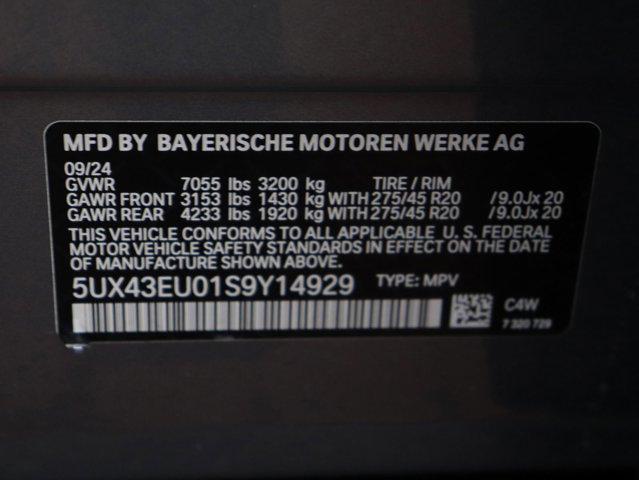 MFD BY BAYERISCHE MOTOREN WERKE AG
09/24
GVWR 7055 lbs 3200 kg TIRE / RIM
GAWR FRONT 3153 lbs 1430 kg WITH 275/45 R20 /9.0Jx 20
GAWR REAR 4233 lbs 1920 kg WITH 275/45 R20 /9.0Jx 20
THIS VEHICLE CONFORMS TO ALL APPLICABLE U. S. FEDERAL
MOTOR VEHICLE SAFETY STANDARDS IN EFFECT ON THE DATE
OF MANUFACTURE SHOWN ABOVE.
5UX43EU01S9Y14929 TYPE: MPV
C4W
7 320 729